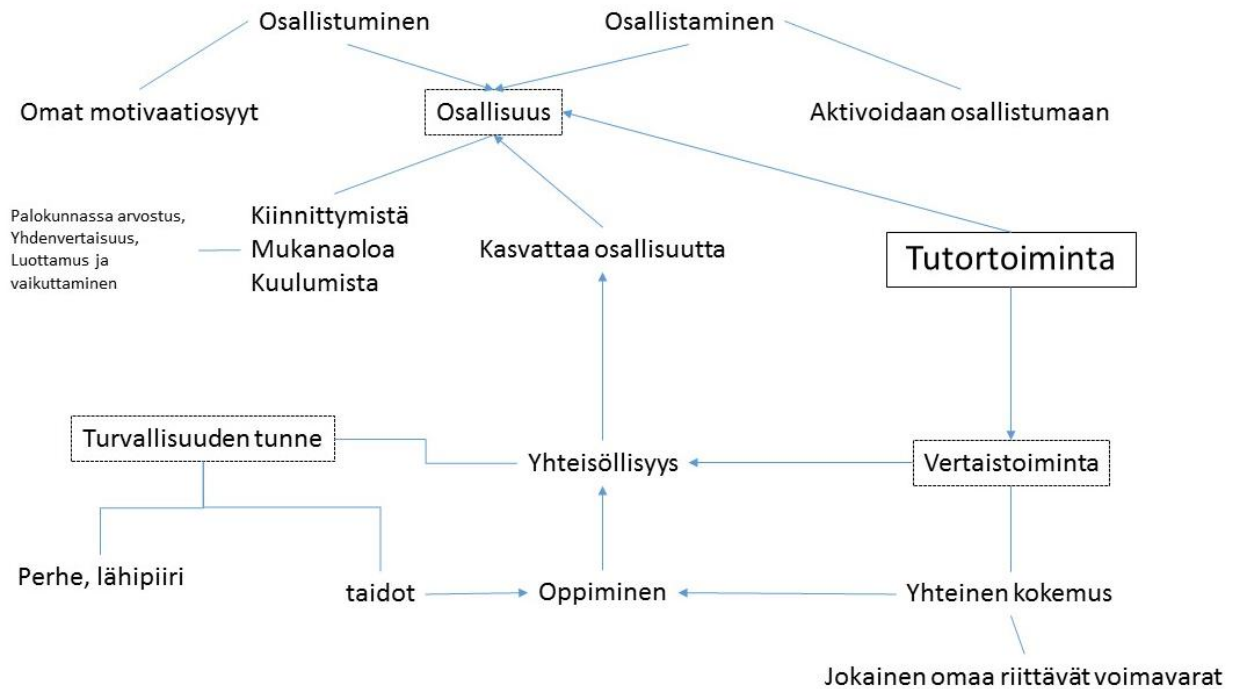 Osallistuminen
Osallistaminen
Omat motivaatiosyyt
Osallisuus
Aktivoidaan osallistumaan
Palokunnassa arvostus,
Yhdenvertaisuus,
Luottamus ja
vaikuttaminen
Kiinnittymistä
Mukanaoloa
Kuulumista
Kasvattaa osallisuutta
Tutortoiminta
Turvallisuuden tunne
Yhteisöllisyys
Vertaistoiminta
Perhe, lähipiiri
taidot
Oppiminen
Yhteinen kokemus
Jokainen omaa riittävät voimavarat